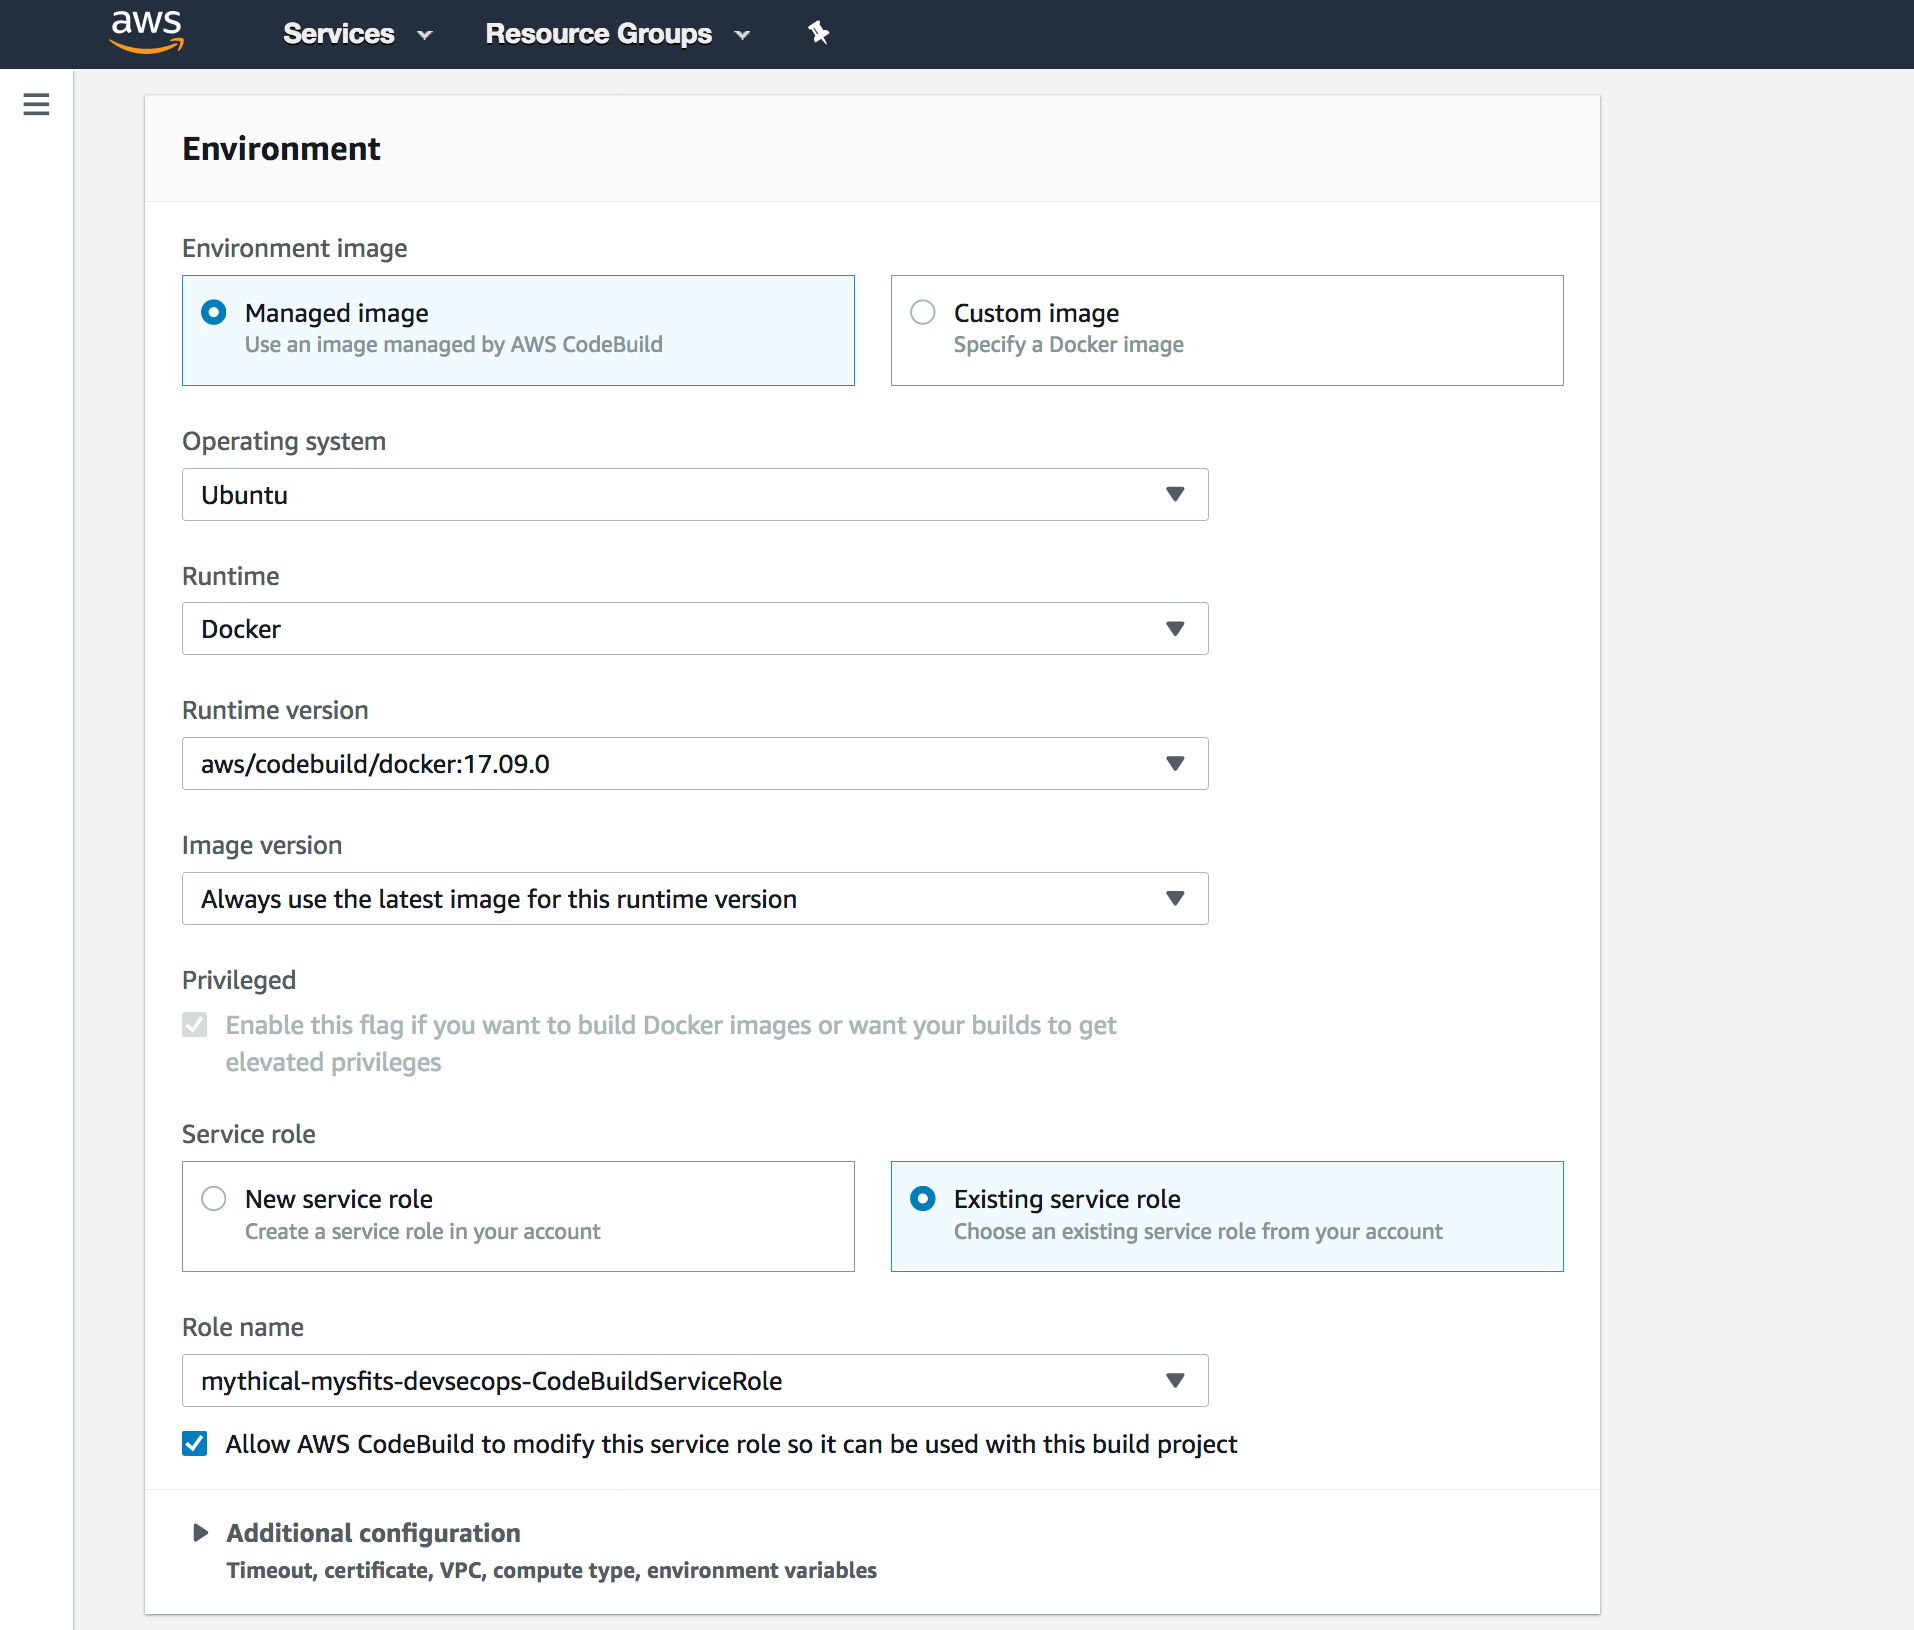 aws Services Resource Groups
Environment
Environment image
Managed image
Use an image managed by AWS CodeBuild
Custom image
Specify a Docker image
Operating system
Ubuntu
Runtime
Docker
Runtime version
aws/codebuild/docker:17.09.0
Image version
Always use the latest image for this runtime version
Privileged
Enable this flag if you want to build Docker images or want your builds to get
elevated privileges
Service role
New service role
Create a service role in your account
Existing service role
Choose an existing service role from your account
Role name
mythical-mysfits-devsecops-CodeBuildServiceRole
Allow AWS CodeBuild to modify this service role so it can be used with this build project
Additional configuration
Timeout, certificate, VPC, compute type, environment variables